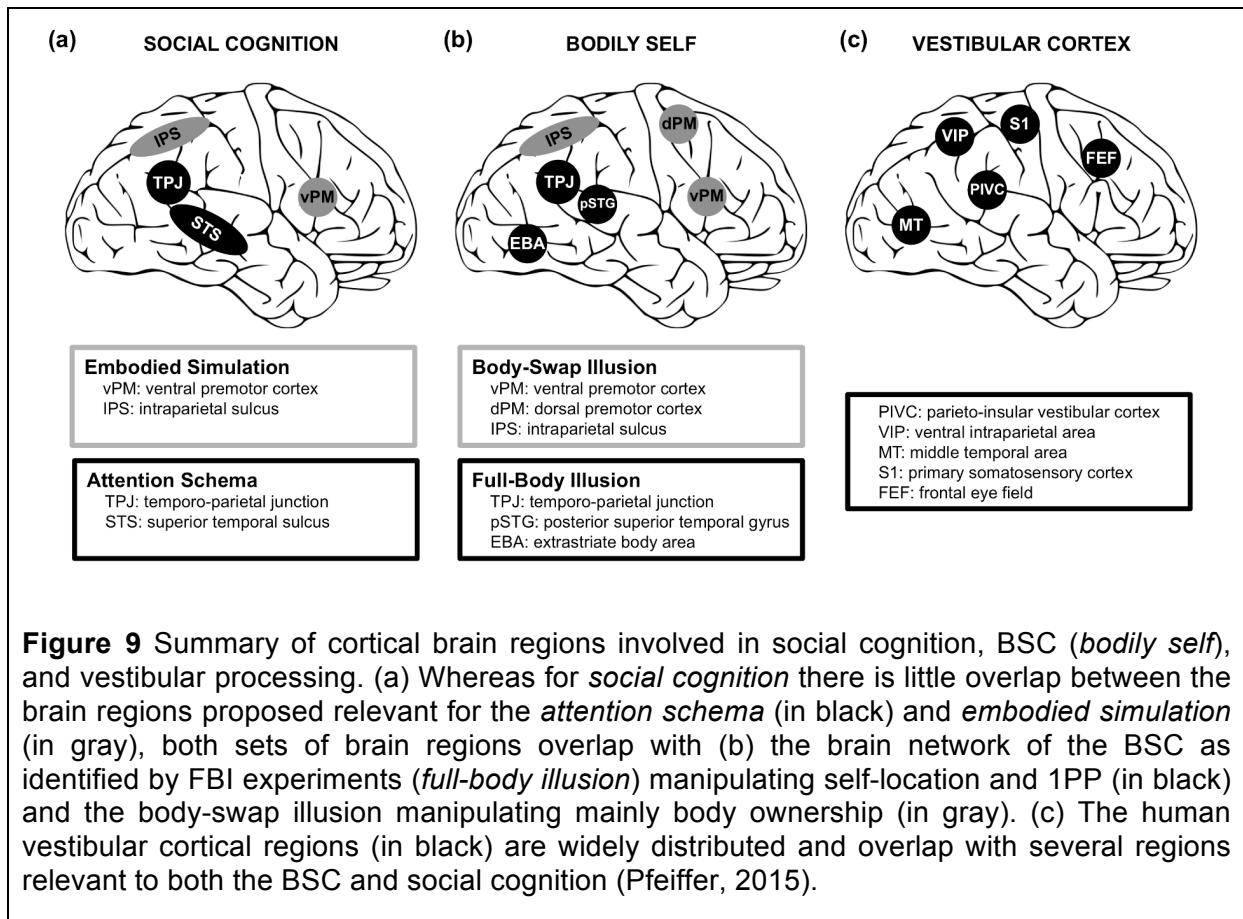 (a) SOCIAL COGNITION
IPS
TPJ
STS
vPM
Embodied Simulation
vPM: ventral premotor cortex
IPS: intraparietal sulcus
Attention Schema
TPJ: temporo-parietal junction
STS: superior temporal sulcus
(b) BODILY SELF
dPM
IPS
TPJ
pSTG
vPM
EBA
Body-Swap Illusion
vPM: ventral premotor cortex
dPM: dorsal premotor cortex
IPS: intraparietal sulcus
Full-Body Illusion
TPJ: temporo-parietal junction
pSTG: posterior superior temporal gyrus
EBA: extrastriate body area
(c) VESTIBULAR CORTEX
S1
VIP
FEF
PIVC
MT
PIVC: parieto-insular vestibular cortex
VIP: ventral intraparietal area
MT: middle temporal area
S1: primary somatosensory cortex
FEF: frontal eye field
Figure 9 Summary of cortical brain regions involved in social cognition, BSC (bodily self),
and vestibular processing. (a) Whereas for social cognition there is little overlap between the
brain regions proposed relevant for the attention schema (in black) and embodied simulation
(in gray), both sets of brain regions overlap with (b) the brain network of the BSC as
identified by FBI experiments (full-body illusion) manipulating self-location and 1PP (in black)
and the body-swap illusion manipulating mainly body ownership (in gray). (c) The human
vestibular cortical regions (in black) are widely distributed and overlap with several regions
relevant to both the BSC and social cognition (Pfeiffer, 2015).